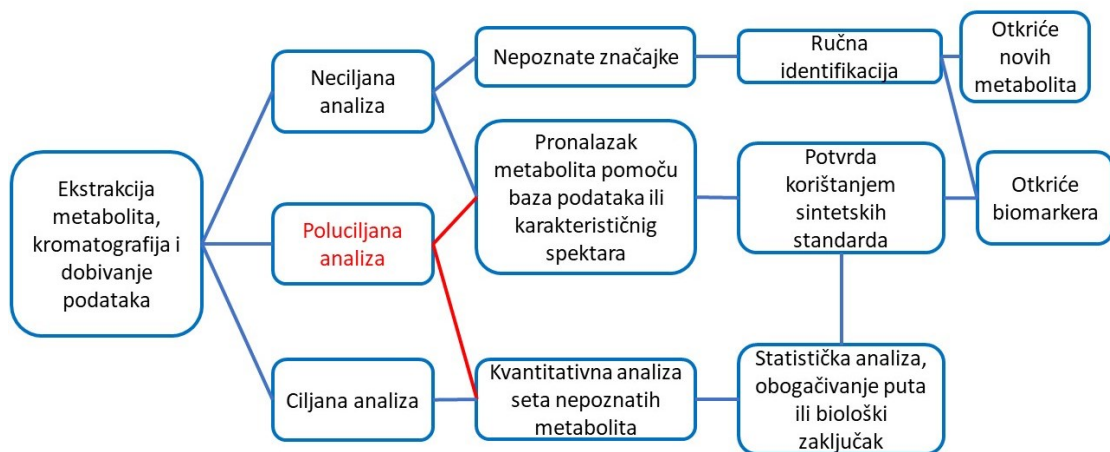 Ekstrakcija
metabolita,
kromatografija i
dobivanje
podataka
Neciljana
analiza
Poluciljana
analiza
Ciljana analiza
Nepoznate značajke
Pronalazak
metabolita pomoču
baza podataka ili
karakterističnig
spektara
Kvantitativna analiza
seta nepoznatih
metabolita
Ručna
identifikacija
Potvrda
korištanjem
sintetskih
standarda
Statistička analiza,
obogačivanje puta
ili biološki
zaključak
Otkriće
novih
metabolita
Otkriće
biomarkera